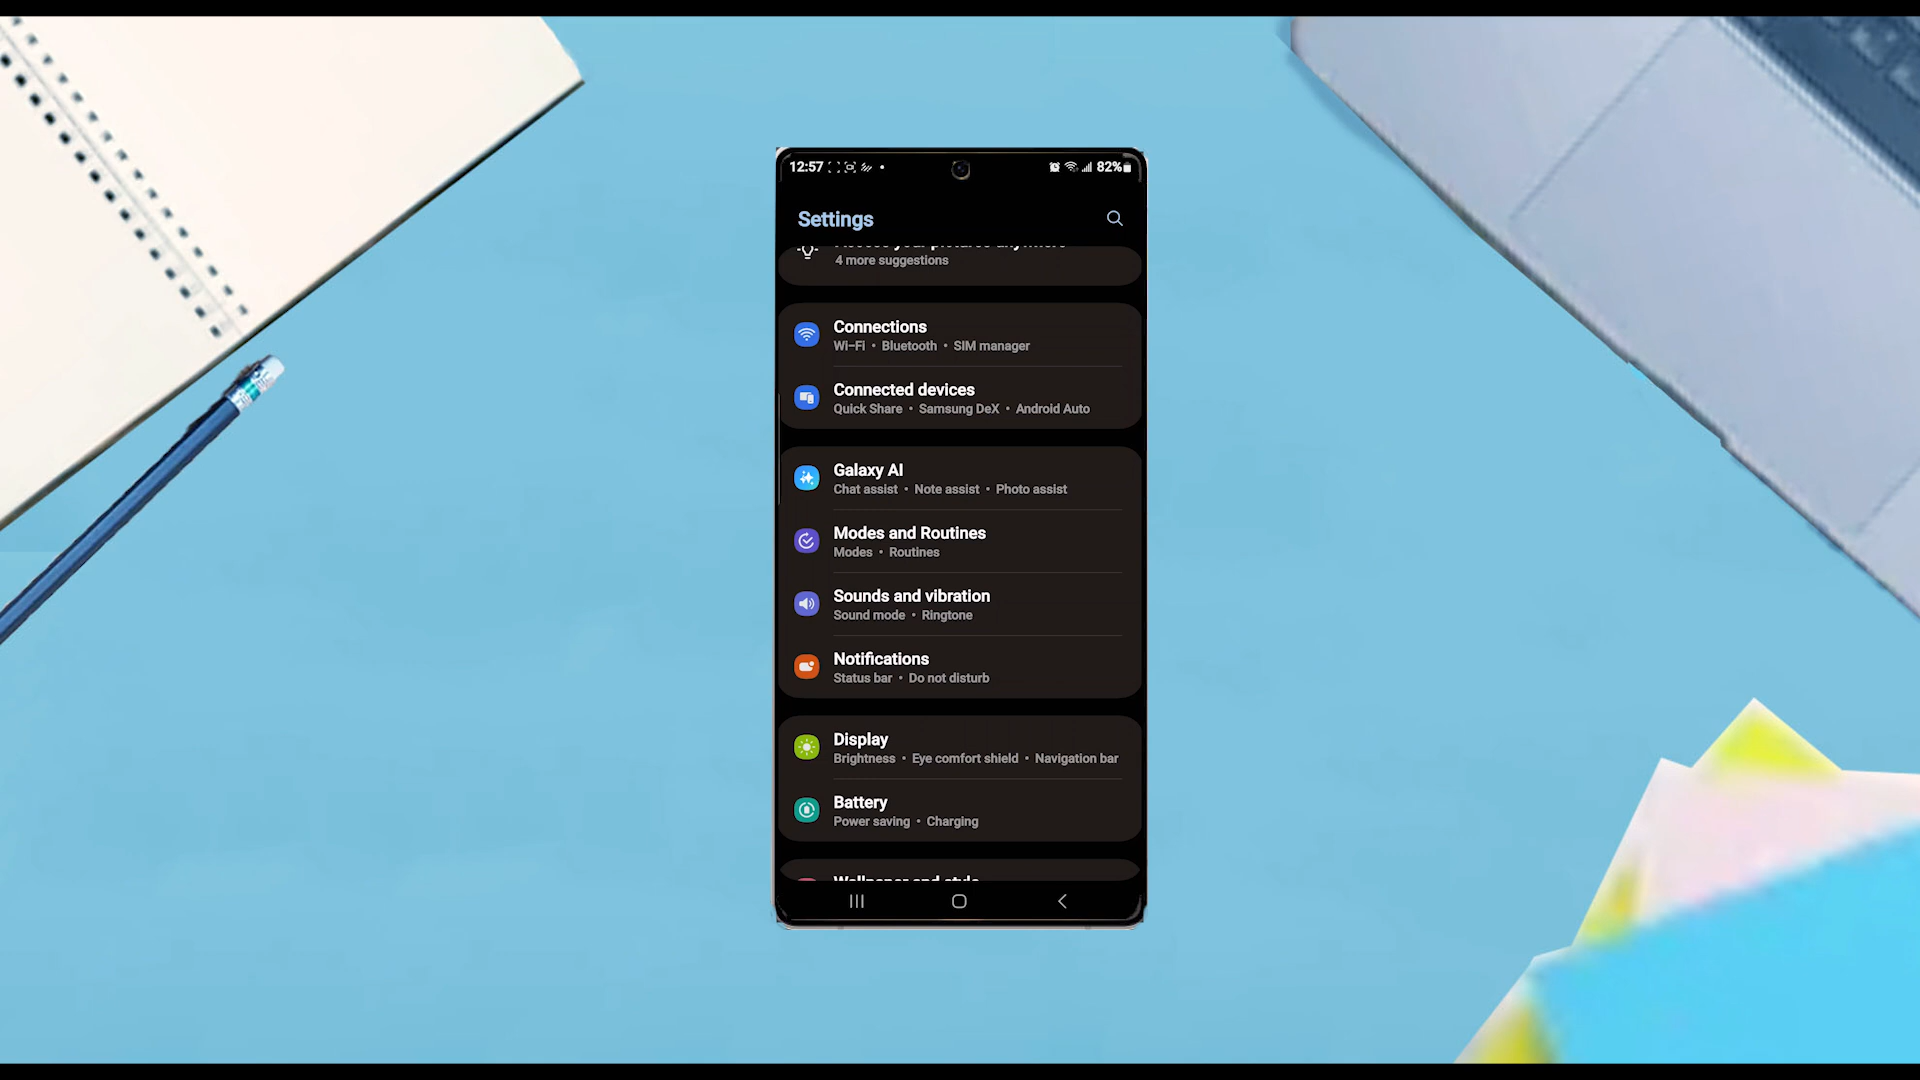 12:57 82%
Settings
4 more suggestions
Connections
Wi-Fi • Bluetooth • SIM manager
Connected devices
Quick Share • Samsung DeX • Android Auto
Galaxy AI
Chat assist • Note assist • Photo assist
Modes and Routines
Modes • Routines
Sounds and vibration
Sound mode • Ringtone
Notifications
Status bar • Do not disturb
Display
Brightness • Eye comfort shield • Navigation bar
Battery
Power saving • Charging
Wallpaper and style